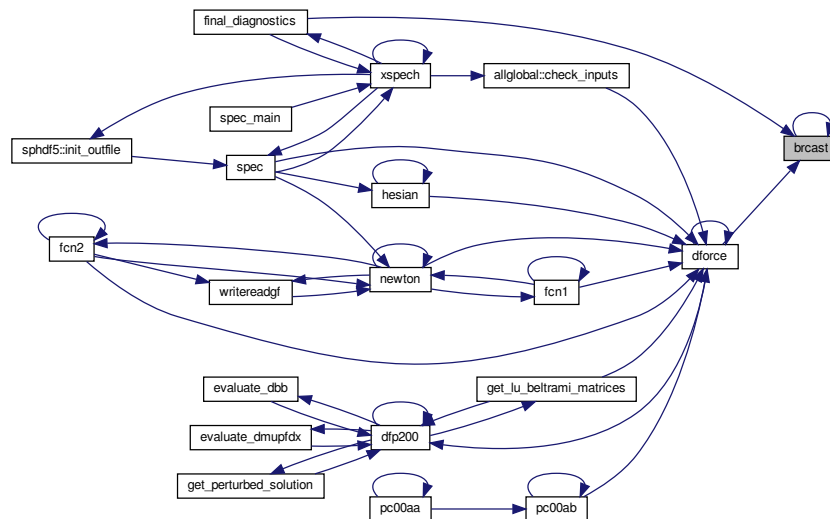 final_diagnostics
xspech
allglobal::check_inputs
spec_main
sphdf5::init_outfile
brcast
spec
hesian
fcn2
dforce
newton
writereadgf
fcn1
evaluate_dbb
get_lu_beltrami_matrices
evaluate_dmupfdx
dfp200
get_perturbed_solution
pc00aa
pc00ab